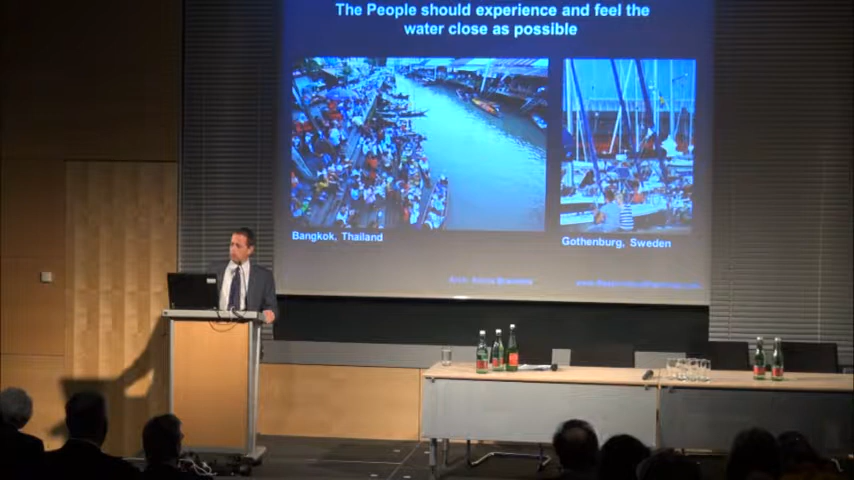 The People should experience and feel the
water close as possible
Bangkok, Thailand
Gothenburg, Sweden